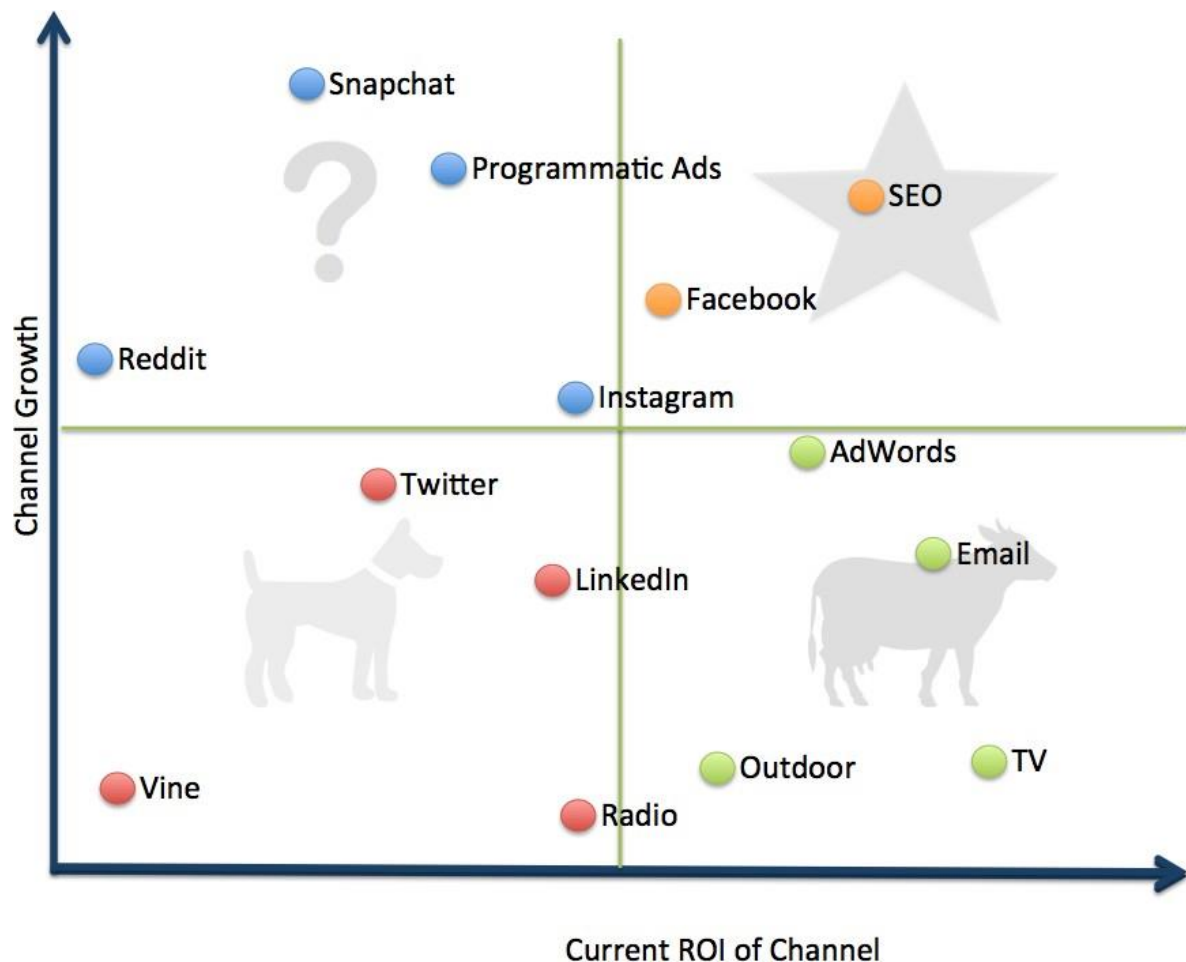 Snapchat
Programmatic Ads
SEO
Facebook
Reddit
Instagram
AdWords
Twitter
Email
LinkedIn
TV
Outdoor
Vine
Radio
Channel Growth
Current ROI of Channel
?